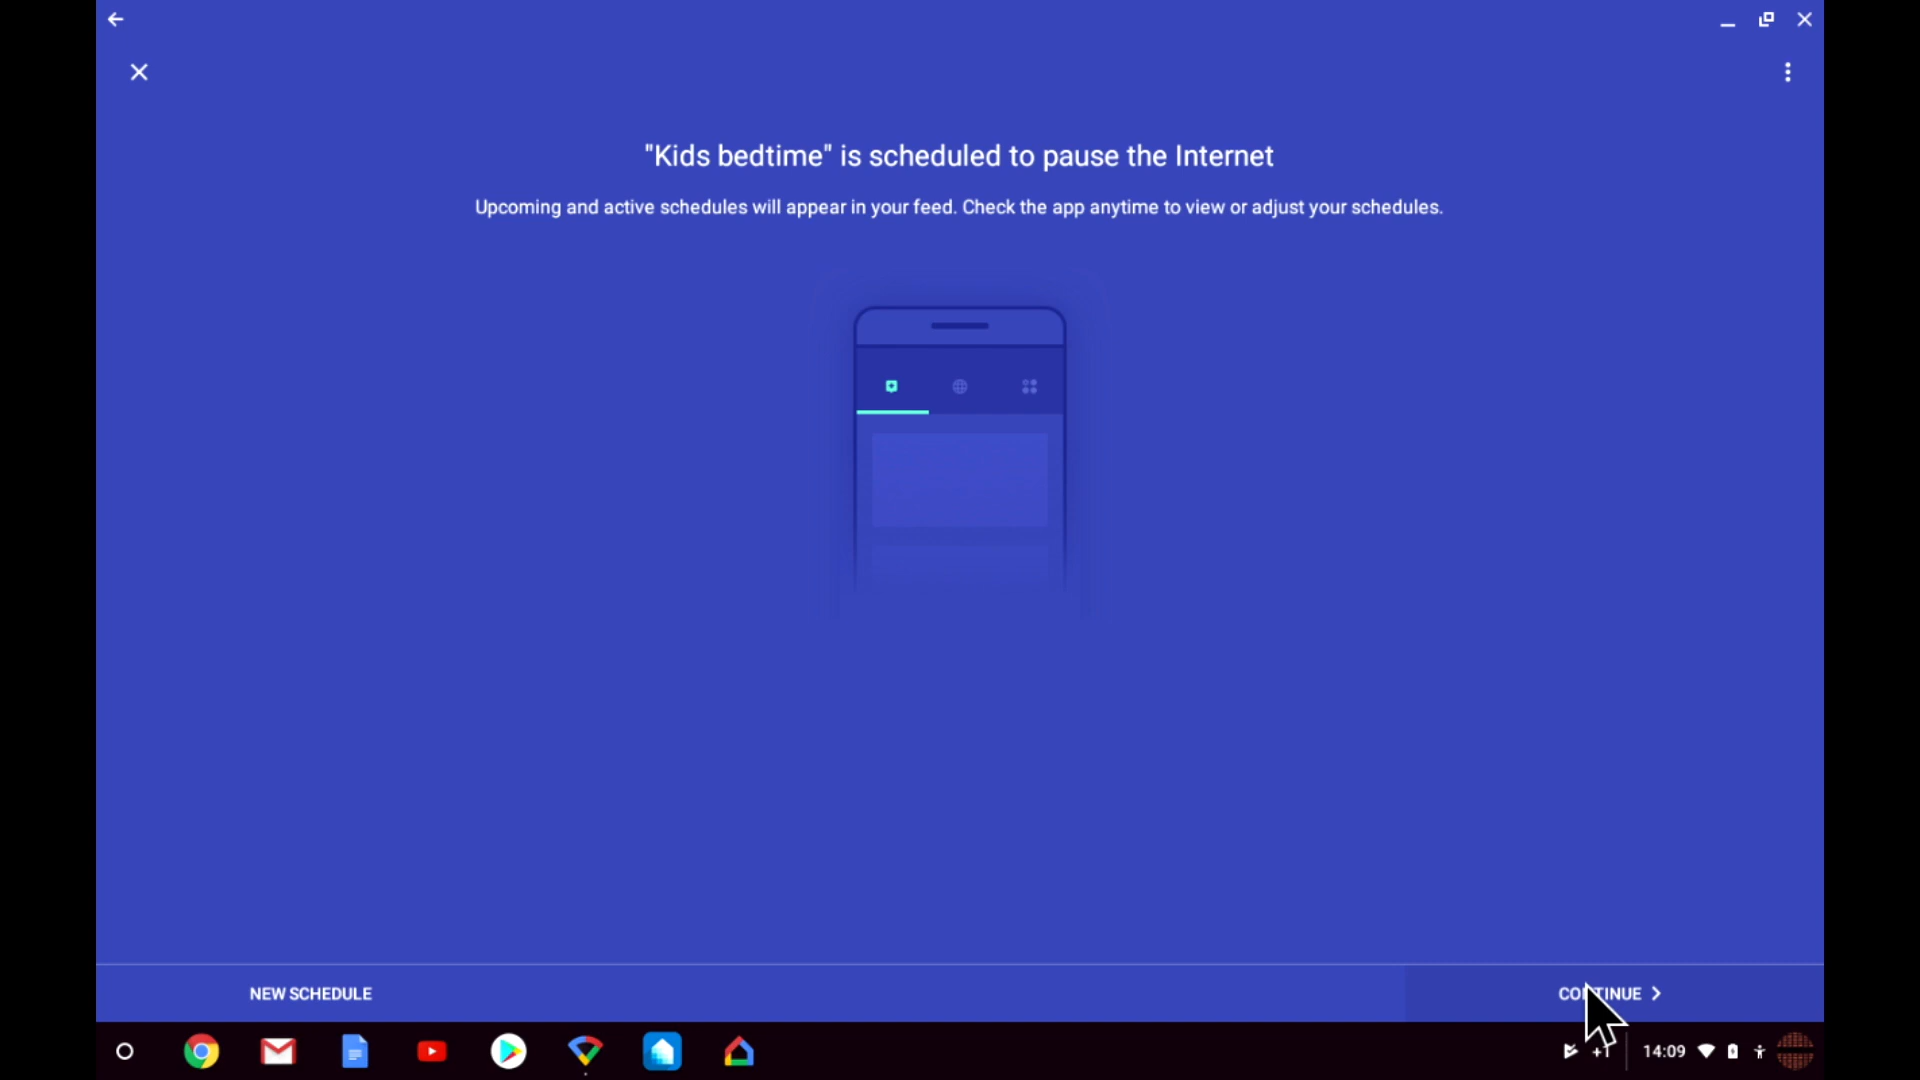 "Kids bedtime" is scheduled to pause the Internet
Upcoming and active schedules will appear in your feed. Check the app anytime to view or adjust your schedules.
NEW SCHEDULE
CONTINUE
+1
14:09